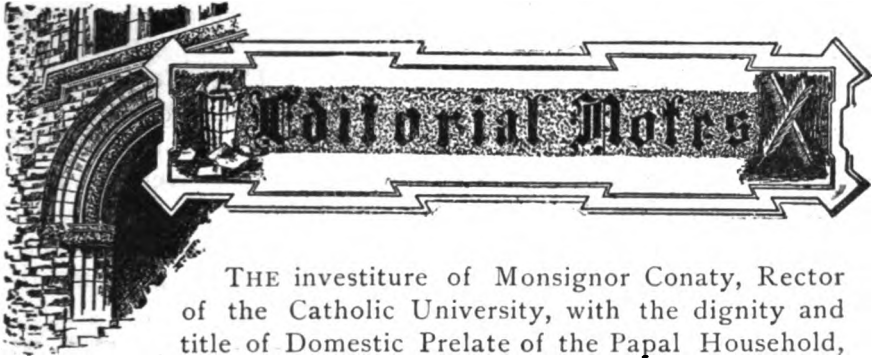 Editorial Notes
THE investiture of Monsignor Conaty, Rector
of the Catholic University, with the dignity and
title of Domestic Prelate of the Papal Household,